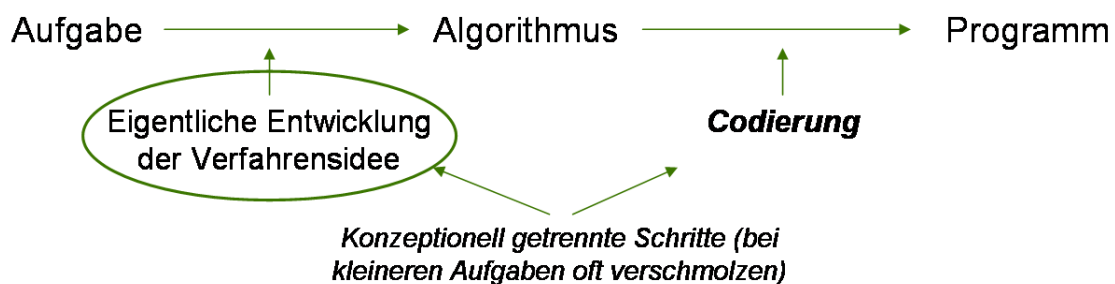 Aufgabe Algorithmus Programm
Eigentliche Entwicklung
der Verfahrensidee
Codierung
Konzeptionell getrennte Schritte (bei
kleineren Aufgaben oft verschmolzen)